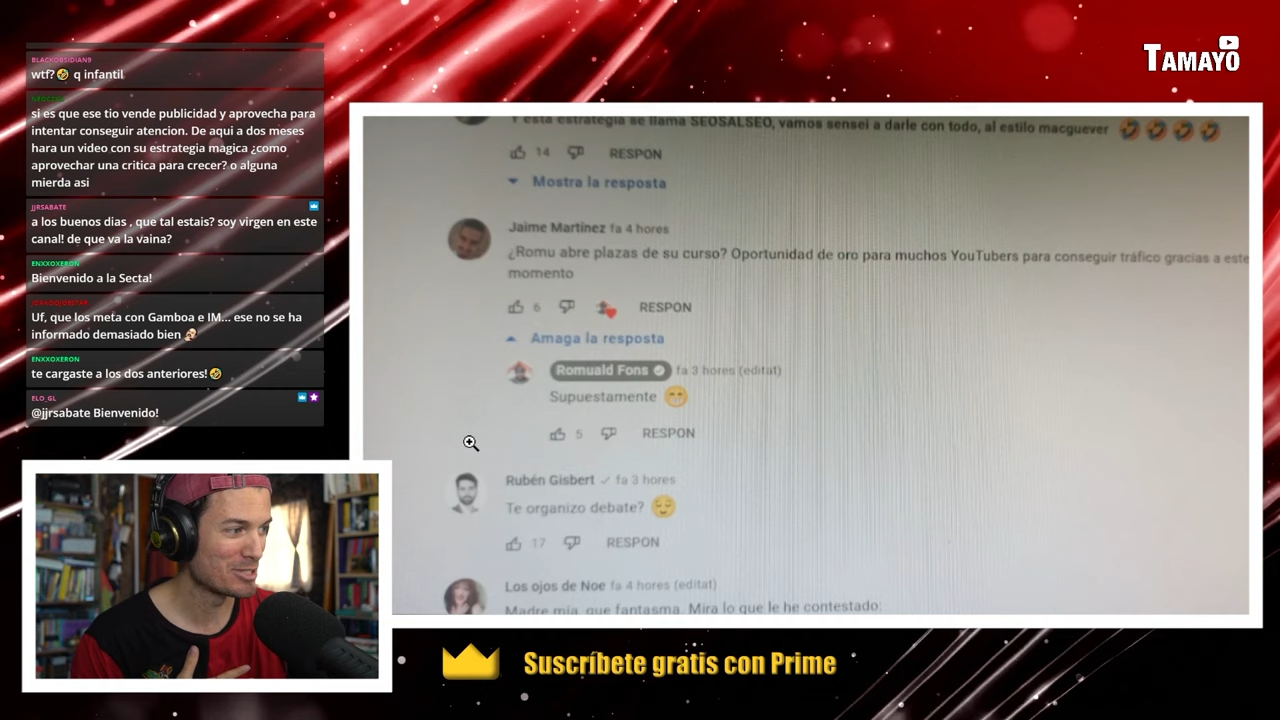 BLACKOBSIDIAN9
wtf?🤣 q infantil
si es que ese tio vende publicidad y aprovecha para
intentar conseguir atencion. De aqui a dos meses
hara un video con su estrategia magica ¿como
aprovechar una critica para crecer? o alguna
mierda asi
JJRSABATE
a los buenos dias , que tal estais? soy virgen en este
canal! de que va la vaina?
ENXXOXERON
Bienvenido a la Secta!
Uf, que los meta con Gamboa e IM... ese no se ha
informado demasiado bien
ENXXOXERON
te cargaste a los dos anteriores!🤣
ELO_GL
@jjrsabate Bienvenido!
TAMAYO
Y esta estrategia se llama SEOSALSEO, vamos sensei a darle con todo, al estilo macguever 🤣🤣🤣🤣
14 RESPON
Mostra la resposta
Jaime Martínez fa 4 hores
¿Romu abre plazas de su curso? Oportunidad de oro para muchos YouTubers para conseguir tráfico gracias a este
momento
6 RESPON
Amaga la resposta
Romuald Fons fa 3 hores (editat)
Supuestamente 😁
5 RESPON
Rubén Gisbert fa 3 hores
Te organizo debate? 😌
17 RESPON
Los ojos de Noe fa 4 hores (editat)
Madre mia, que fantasma. Mira lo que le he contestado:
Suscríbete gratis con Prime